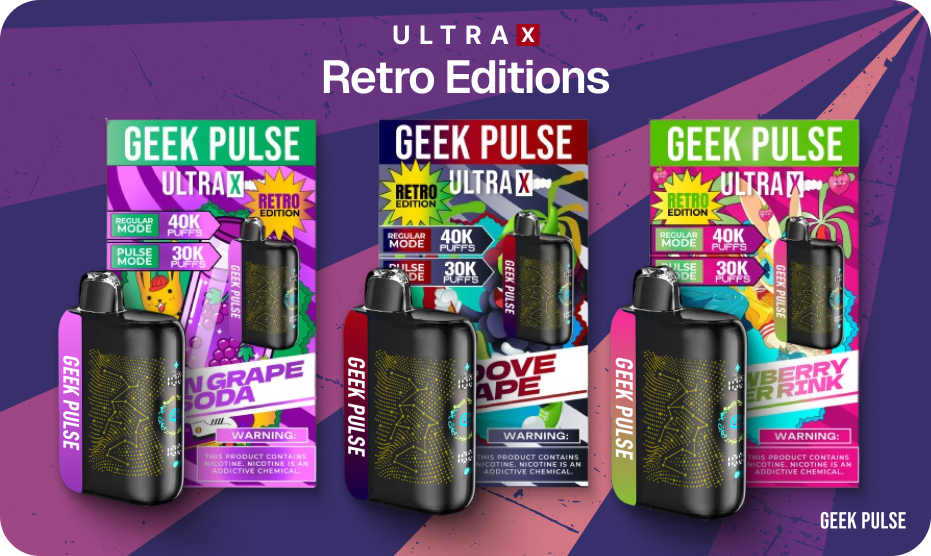 ULTRA X
Retro Editions
GEEK PULSE
ULTRA X
RETRO
EDITION
REGULAR
MODE
40K
PUFFS
PULSE
MODE
30K
PUFFS
GEEK PULSE
GEEK PULSE
GRAPE
SODA
WARNING:
THIS PRODUCT CONTAINS
NICOTINE. NICOTINE IS AN
ADDICTIVE CHEMICAL.
GEEK PULSE
ULTRA X
RETRO
EDITION
REGULAR
MODE
40K
PUFFS
PULSE
MODE
30K
PUFFS
GEEK PULSE
GEEK PULSE
WARNING:
THIS PRODUCT CONTAINS
NICOTINE. NICOTINE IS AN
ADDICTIVE CHEMICAL.
GEEK PULSE
ULTRA X
RETRO
EDITION
REGULAR
MODE
40K
PUFFS
PULSE
MODE
30K
PUFFS
GEEK PULSE
GEEK PULSE
WARNING:
THIS PRODUCT CONTAINS
NICOTINE. NICOTINE IS AN
ADDICTIVE CHEMICAL.
GEEK PULSE